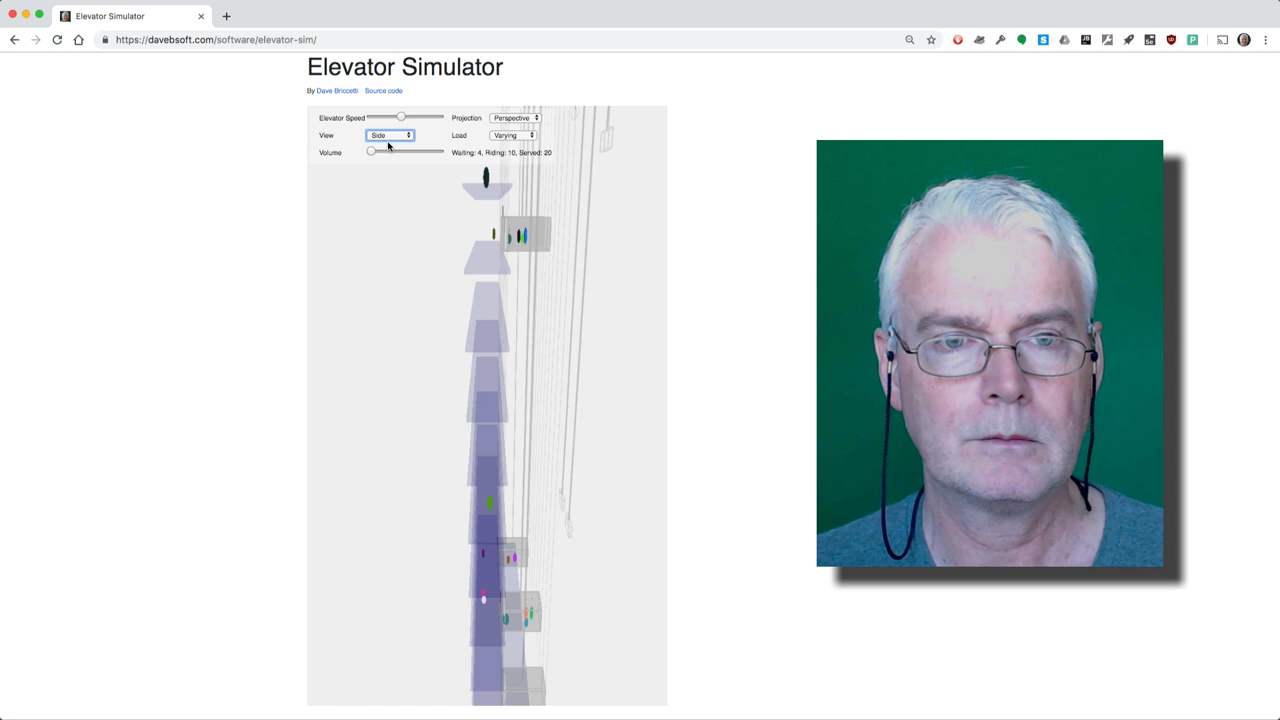 Elevator Simulator
https://davebsoft.com/software/elevator-sim/
Elevator Simulator
By Dave Briccetti Source code
Elevator Speed Projection Perspective
View Side Load Varying
Volume Waiting: 4, Riding: 10, Served: 20